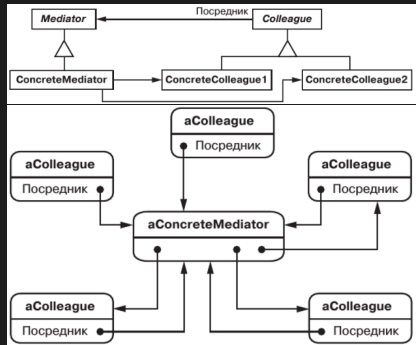 Посредник
Mediator
Colleague
ConcreteMediator
ConcreteColleague1
ConcreteColleague2
aColleague
Посредник
aColleague
Посредник
aColleague
Посредник
aConcreteMediator
aColleague
Посредник
aColleague
Посредник